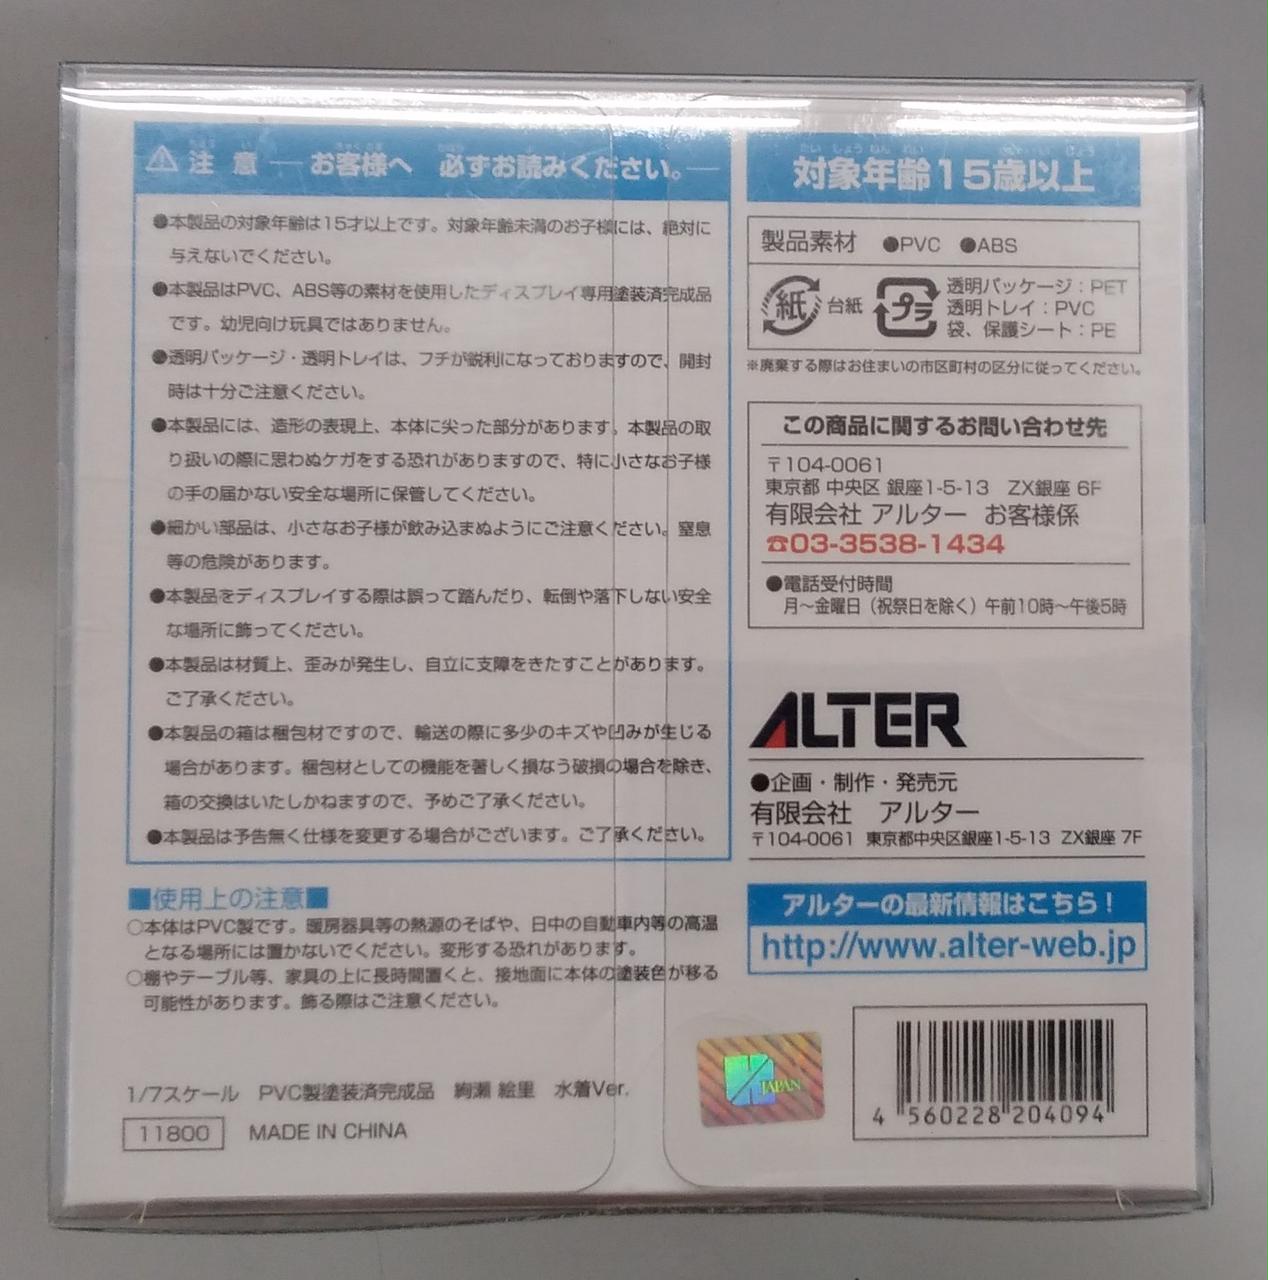 ⚠注意―お客様へ 必ずお読みください。―
●本製品の対象年齢は15才以上です。対象年齢未満のお子様には、絶対に
与えないでください。
●本製品はPVC、ABS等の素材を使用したディスプレイ専用塗装済完成品
です。幼児向け玩具ではありません。
●透明パッケージ・透明トレイは、フチが鋭利になっておりますので、開封
時は十分ご注意ください。
●本製品には、造形の表現上、本体に尖った部分があります。本製品の取
り扱いの際に思わぬケガをする恐れがありますので、特に小さなお子様
の手の届かない安全な場所に保管してください。
●細かい部品は、小さなお子様が飲み込まぬようにご注意ください。窒息
等の危険があります。
●本製品をディスプレイする際は誤って踏んだり、転倒や落下しない安全
な場所に飾ってください。
●本製品は材質上、歪みが発生し、自立に支障をきたすことがあります。
ご了承ください。
●本製品の箱は梱包材ですので、輸送の際に多少のキズや凹みが生じる
場合があります。梱包材としての機能を著しく損なう破損の場合を除き、
箱の交換はいたしかねますので、予めご了承ください。
●本製品は予告無く仕様を変更する場合がございます。ご了承ください。
■使用上の注意■
○本体はPVC製です。暖房器具等の熱源のそばや、日中の自動車内等の高温
となる場所には置かないでください。変形する恐れがあります。
○棚やテーブル等、家具の上に長時間置くと、接地面に本体の塗装色が移る
可能性があります。飾る際はご注意ください。
1/7スケール PVC製塗装済完成品 絢瀬 絵里 水着Ver.
11800 MADE IN CHINA
対象年齢15歳以上
製品素材 ●PVC ●ABS
紙 台紙 プラ 透明パッケージ:PET
透明トレイ:PVC
袋、保護シート:PE
※廃棄する際はお住まいの市区町村の区分に従ってください。
この商品に関するお問い合わせ先
〒104-0061
東京都 中央区 銀座1-5-13 ZX銀座 6F
有限会社 アルター お客様係
☎03-3538-1434
●電話受付時間
月～金曜日（祝祭日を除く）午前10時～午後5時
ALTER
●企画・制作・発売元
有限会社 アルター
〒104-0061 東京都中央区銀座1-5-13 ZX銀座 7F
アルターの最新情報はこちら！
http://www.alter-web.jp
JAPAN
4 560228 204094